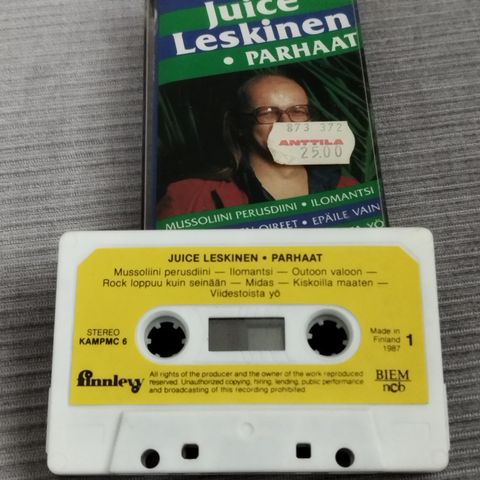 Juice
Leskinen
• PARHAAT
873 372
ANTTILA
25.00
MUSSOLIINI PERUSDIINI • ILOMANTSI
OIREET • EPÄILE VAIN
YÖ
JUICE LESKINEN • PARHAAT
Mussoliini perusdiini — Ilomantsi — Outoon valoon —
Rock loppuu kuin seinään — Midas — Kiskoilla maaten —
Viidestoista yö
STEREO
KAMPMC 6
Made in
Finland
1987
1
finnlevy
All rights of the producer and the owner of the work reproduced
reserved. Unauthorized copying, hiring, lending, public performance
and broadcasting of this recording prohibited.
BIEM
ncb